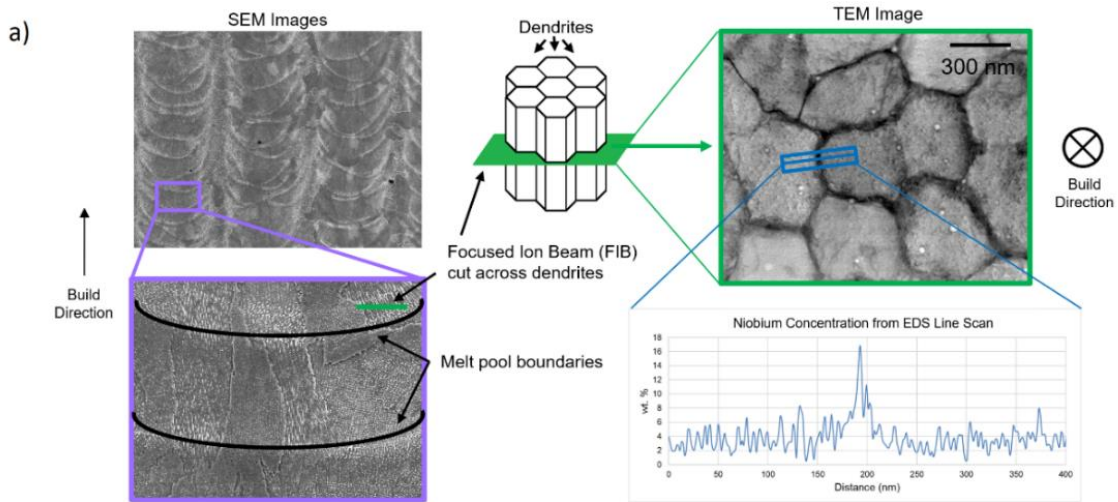 a)
SEM Images
Build
Direction
Dendrites
Focused Ion Beam (FIB)
cut across dendrites
Melt pool boundaries
TEM Image
300 nm
Build
Direction
Niobium Concentration from EDS Line Scan
wt. %
18
16
14
12
10
8
6
4
2
0
0 50 100 150 200 250 300 350 400
Distance (nm)